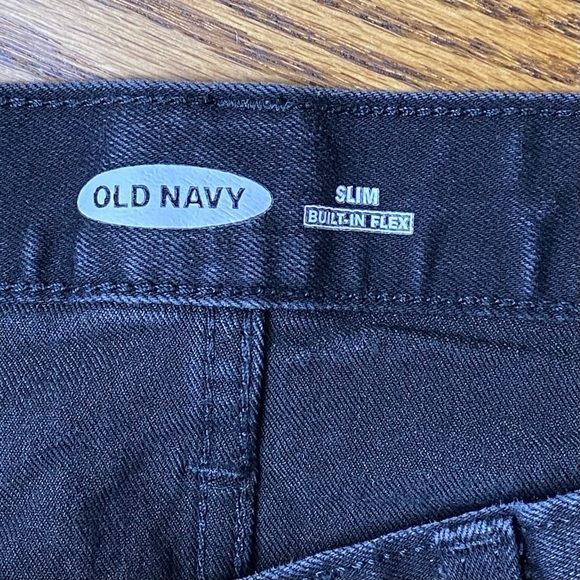 OLD NAVY
SLIM
BUILT-IN FLEX